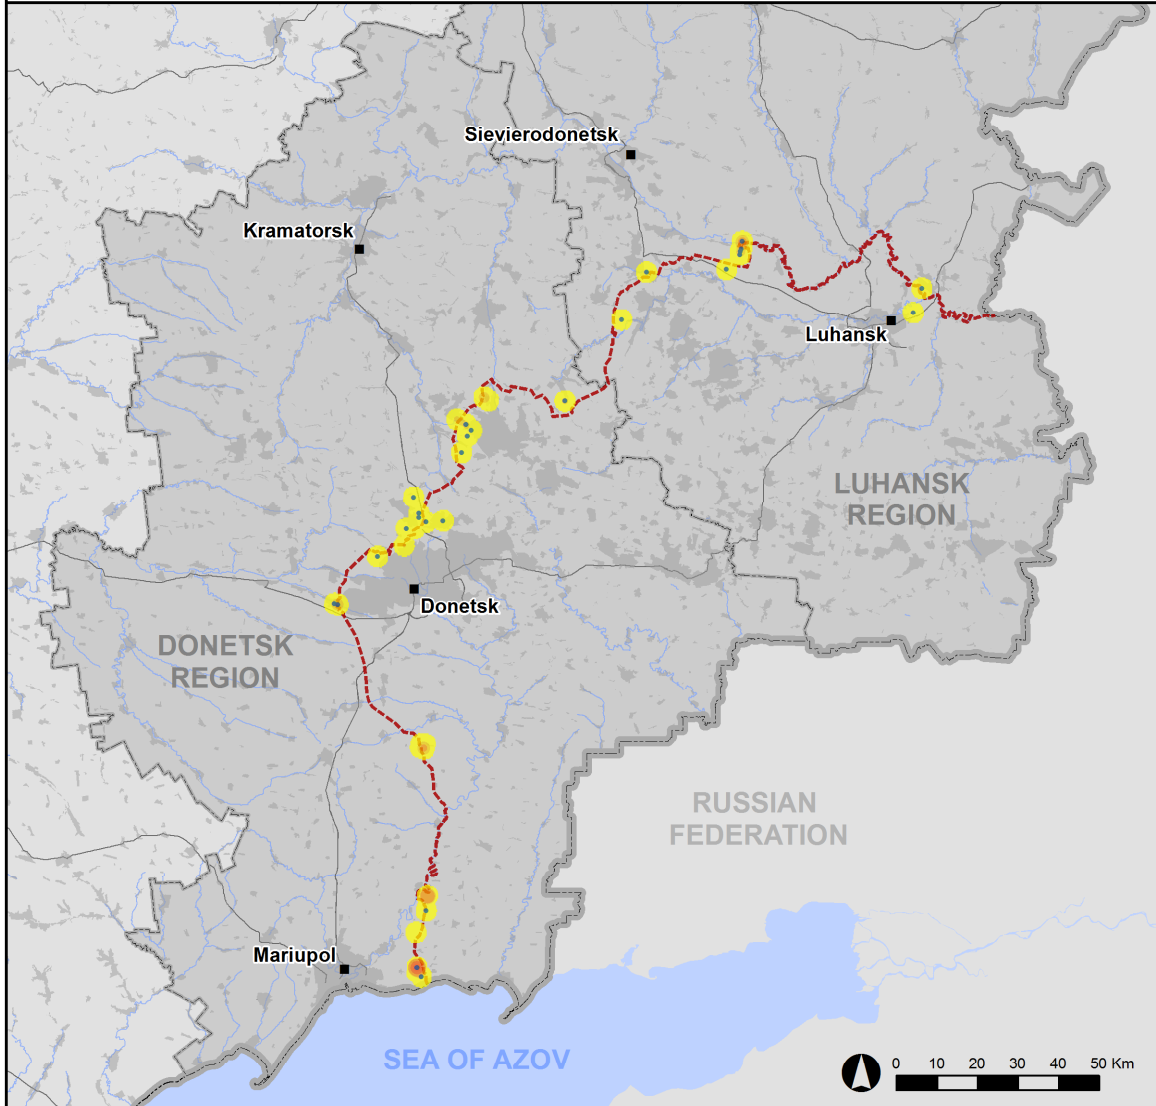 Sievierodonetsk
Kramatorsk
Luhansk
LUHANSK
REGION
Donetsk
DONETSK
REGION
RUSSIAN
FEDERATION
Mariupol
SEA OF AZOV
0 10 20 30 40 50 Km